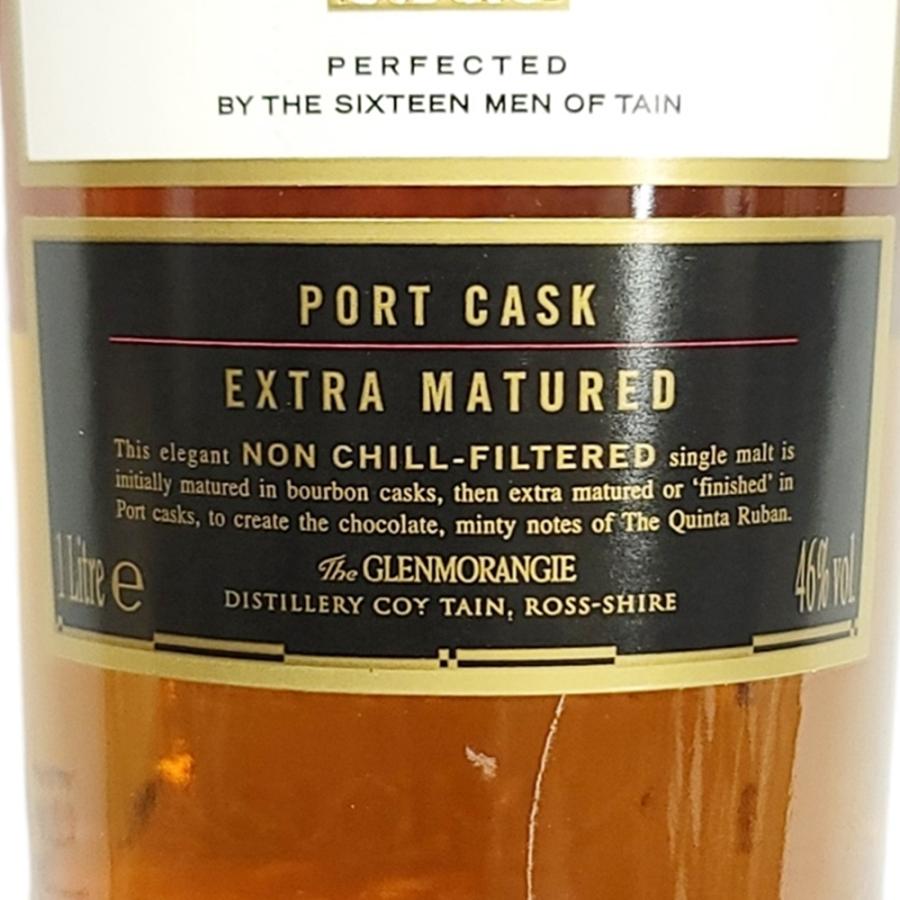 PERFECTED
BY THE SIXTEEN MEN OF TAIN
PORT CASK
EXTRA MATURED
This elegant NON CHILL-FILTERED single malt is
initially matured in bourbon casks, then extra matured or ‘finished’ in
Port casks, to create the chocolate, minty notes of The Quinta Ruban.
1 Litre e
The GLENMORANGIE
DISTILLERY COY TAIN, ROSS-SHIRE
46% vol.